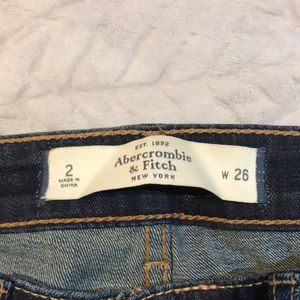 EST. 1892
Abercrombie
& Fitch
NEW YORK
2
MADE IN
CHINA
W 26